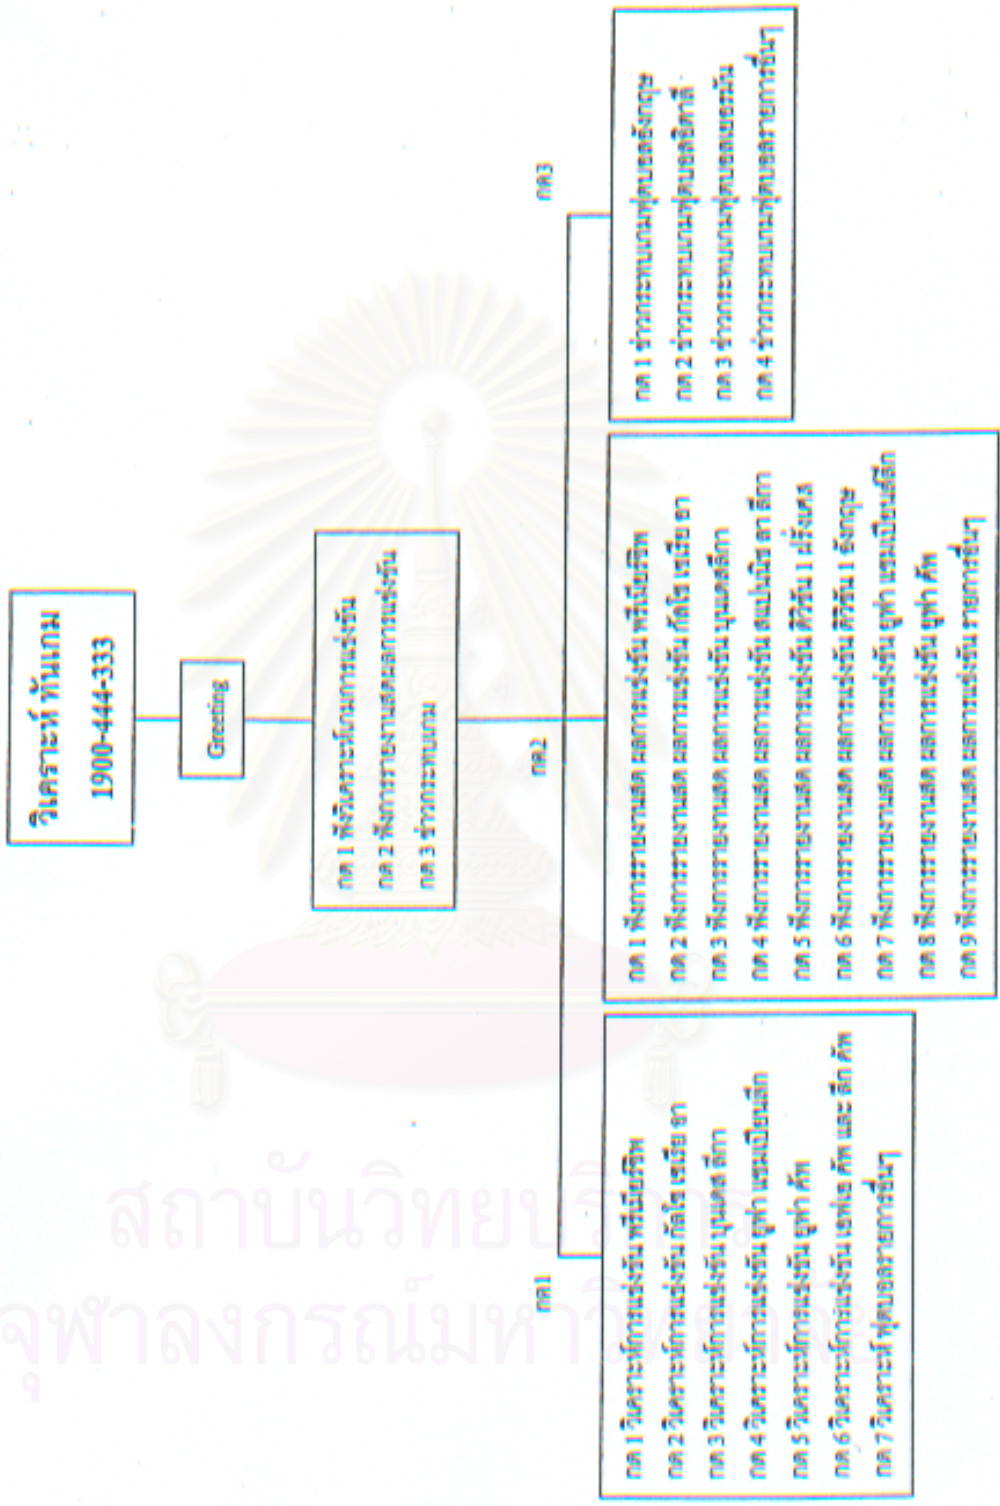 วิเคราะห์ ทันเกม
1900-444-333
Greeting
กด 1 ฟังวิเคราะห์เกมการแข่งขัน
กด 2 ฟังการรายงานสดผลการแข่งขัน
กด 3 ข่าวกระทบเกม
กด1
กด2
กด3
กด 1 วิเคราะห์การแข่งขัน พรีเมียร์ชิพ
กด 2 วิเคราะห์การแข่งขัน กัลโช เซเรีย อา
กด 3 วิเคราะห์การแข่งขัน บุนเดส ลีกา
กด 4 วิเคราะห์การแข่งขัน ยูฟ่า แชมเปียนลีก
กด 5 วิเคราะห์การแข่งขัน ยูฟ่า คัพ
กด 6 วิเคราะห์การแข่งขัน เอฟเอ คัพ และ ลีก คัพ
กด 7 วิเคราะห์ ฟุตบอลรายการอื่นๆ
กด 1 ฟังการรายงานสด ผลการแข่งขัน พรีเมียร์ชิพ
กด 2 ฟังการรายงานสด ผลการแข่งขัน กัลโช เซเรีย อา
กด 3 ฟังการรายงานสด ผลการแข่งขัน บุนเดสลีกา
กด 4 ฟังการรายงานสด ผลการแข่งขัน สแปนนิช ลา ลีกา
กด 5 ฟังการรายงานสด ผลการแข่งขัน ดิวิชัน 1 ฝรั่งเศส
กด 6 ฟังการรายงานสด ผลการแข่งขัน ดิวิชัน 1 อังกฤษ
กด 7 ฟังการรายงานสด ผลการแข่งขัน ยูฟ่า แชมเปียนส์ลีก
กด 8 ฟังการรายงานสด ผลการแข่งขัน ยูฟ่า คัพ
กด 9 ฟังการรายงานสด ผลการแข่งขัน รายการอื่นๆ
กด 1 ข่าวกระทบเกมฟุตบอลอังกฤษ
กด 2 ข่าวกระทบเกมฟุตบอลอิตาลี
กด 3 ข่าวกระทบเกมฟุตบอลเยอรมัน
กด 4 ข่าวกระทบเกมฟุตบอลรายการอื่นๆ
สถาบันวิทยบริการ
จุฬาลงกรณ์มหาวิทยาลัย